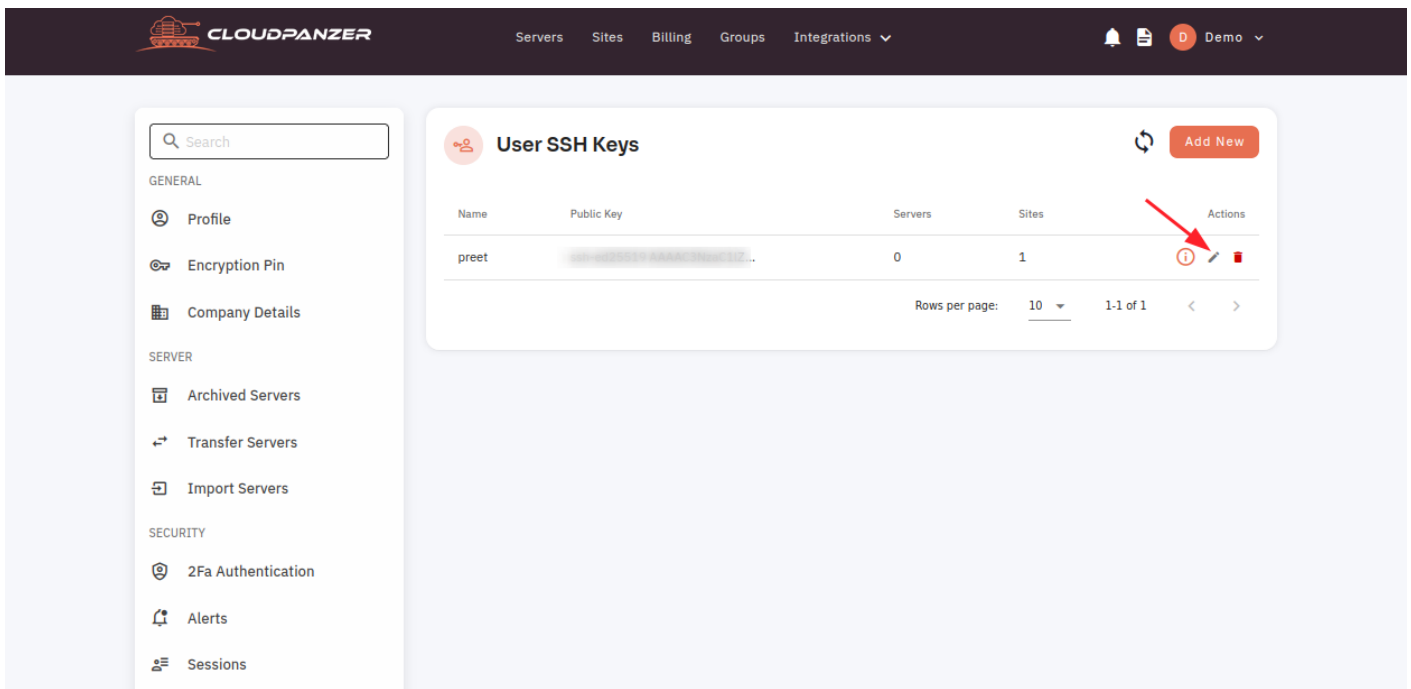 CLOUDPANZER
Servers Sites Billing Groups Integrations
D Demo
Search
GENERAL
Profile
Encryption Pin
Company Details
SERVER
Archived Servers
Transfer Servers
Import Servers
SECURITY
2Fa Authentication
Alerts
Sessions
User SSH Keys
Add New
Name Public Key Servers Sites Actions
preet 0 1
Rows per page: 10 1-1 of 1